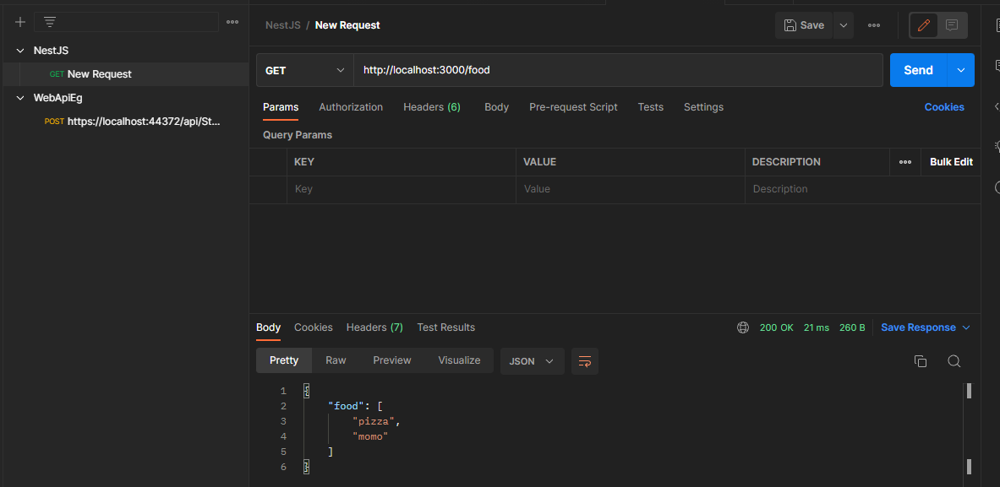 NestJS / New Request
Save
NestJS
GET New Request
WebApiEg
POST https://localhost:44372/api/St...
GET
http://localhost:3000/food
Send
Params Authorization Headers (6) Body Pre-request Script Tests Settings Cookies
Query Params
KEY VALUE DESCRIPTION Bulk Edit
Key Value Description
Body Cookies Headers (7) Test Results 200 OK 21 ms 260 B Save Response
Pretty Raw Preview Visualize JSON
1 {
2 "food": [
3 "pizza",
4 "momo"
5 ]
6 }